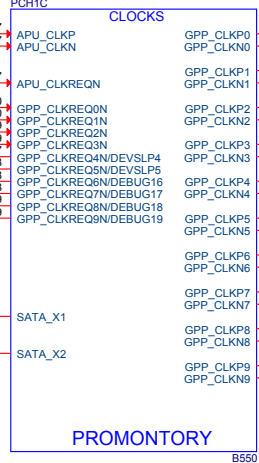 PCH1C
CLOCKS
APU_CLKP
APU_CLKN
APU_CLKREQN
GPP_CLKREQ0N
GPP_CLKREQ1N
GPP_CLKREQ2N
GPP_CLKREQ3N
GPP_CLKREQ4N/DEVSLP4
GPP_CLKREQ5N/DEVSLP5
GPP_CLKREQ6N/DEBUG16
GPP_CLKREQ7N/DEBUG17
GPP_CLKREQ8N/DEBUG18
GPP_CLKREQ9N/DEBUG19
SATA_X1
SATA_X2
GPP_CLKP0
GPP_CLKN0
GPP_CLKP1
GPP_CLKN1
GPP_CLKP2
GPP_CLKN2
GPP_CLKP3
GPP_CLKN3
GPP_CLKP4
GPP_CLKN4
GPP_CLKP5
GPP_CLKN5
GPP_CLKP6
GPP_CLKN6
GPP_CLKP7
GPP_CLKN7
GPP_CLKP8
GPP_CLKN8
GPP_CLKP9
GPP_CLKN9
PROMONTORY
B550